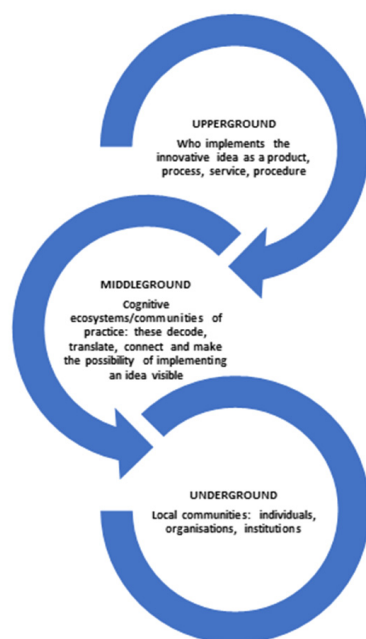 UPPERGROUND
Who implements the
innovative idea as a product,
process, service, procedure
MIDDLEGROUND
Cognitive
ecosystems/communities of
practice: these decode,
translate, connect and make
the possibility of implementing
an idea visible
UNDERGROUND
Local communities: individuals,
organisations, institutions